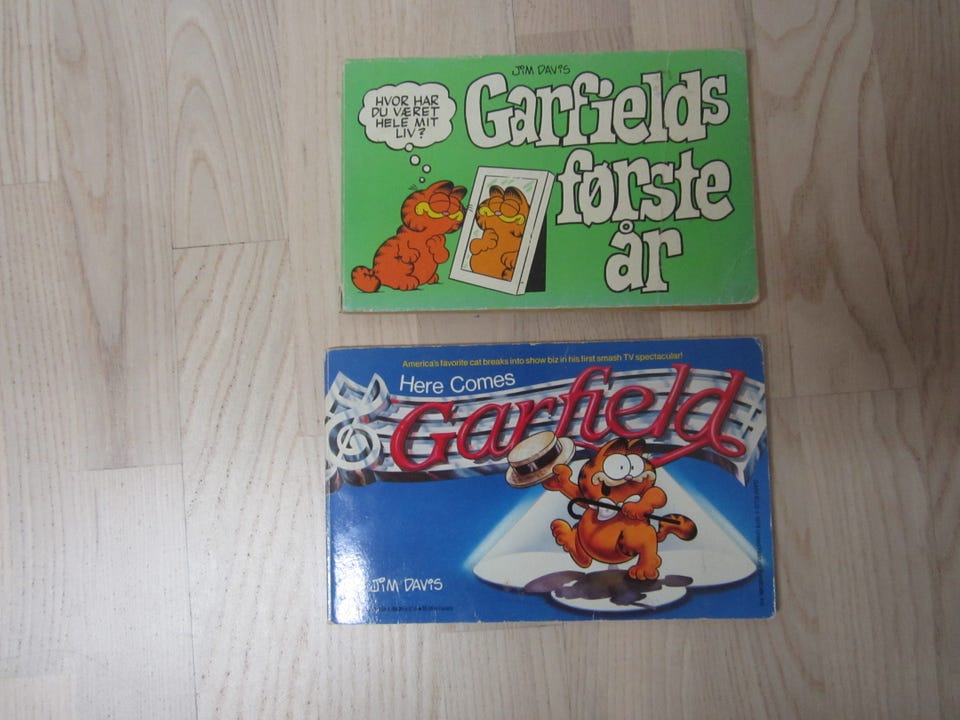 JIM DAVIS
Garfields
første
år
HVOR HAR
DU VÆRET
HELE MIT
LIV?
America's favorite cat breaks into show biz in his first smash TV spectacular!
Here Comes
Garfield
JIM DAVIS